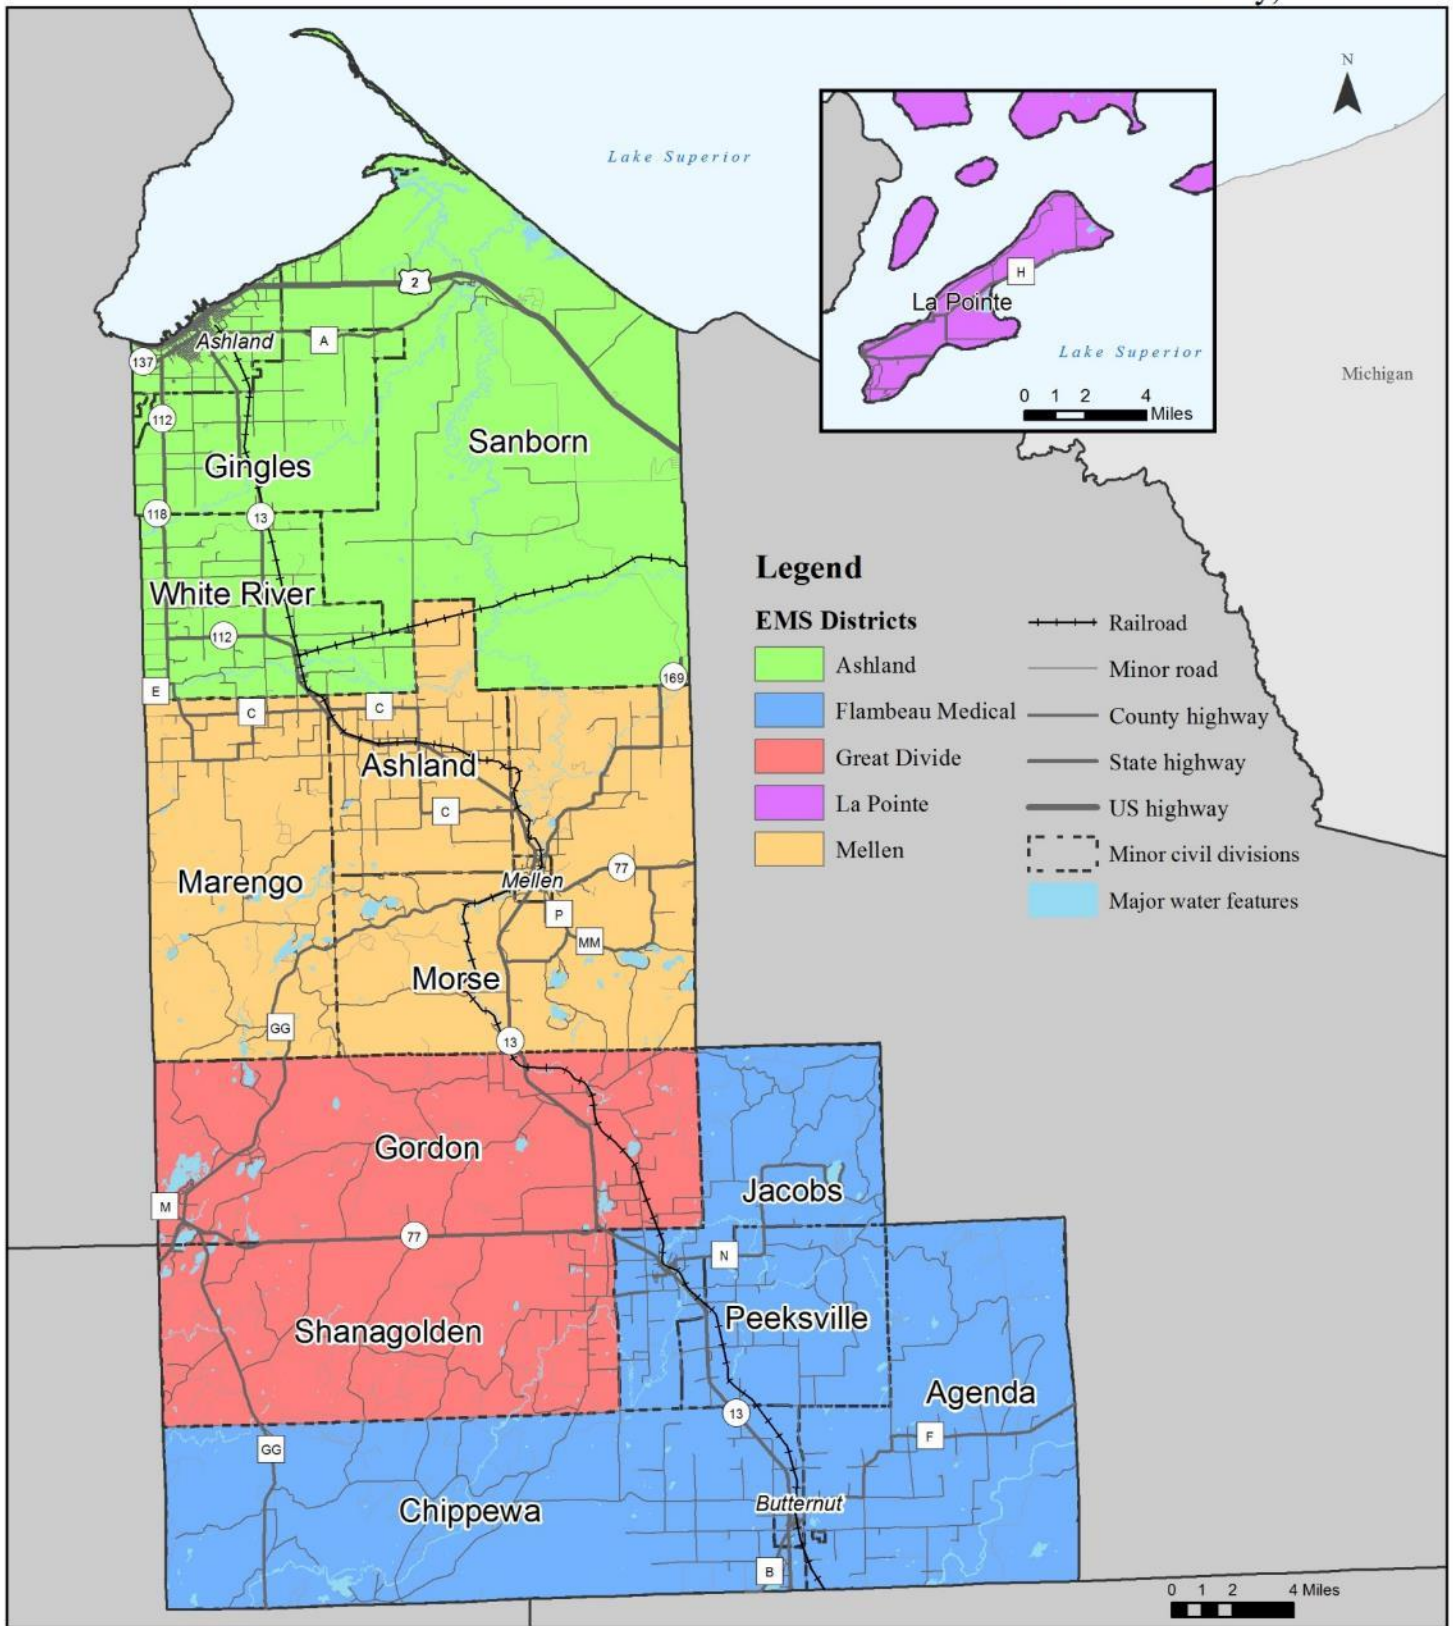 N
Lake Superior
H
La Pointe
Lake Superior
0 1 2 4
Miles
Michigan
2
Ashland
A
137
112
Sanborn
Gingles
118
13
White River
112
E
169
C
C
Ashland
C
Marengo
Mellen
77
P
MM
Morse
GG
13
Legend
EMS Districts
Ashland
Flambeau Medical
Great Divide
La Pointe
Mellen
Railroad
Minor road
County highway
State highway
US highway
Minor civil divisions
Major water features
Gordon
Jacobs
M
77
N
Shanagolden
Peeksville
Agenda
13
F
GG
Chippewa
Butternut
B
0 1 2 4 Miles